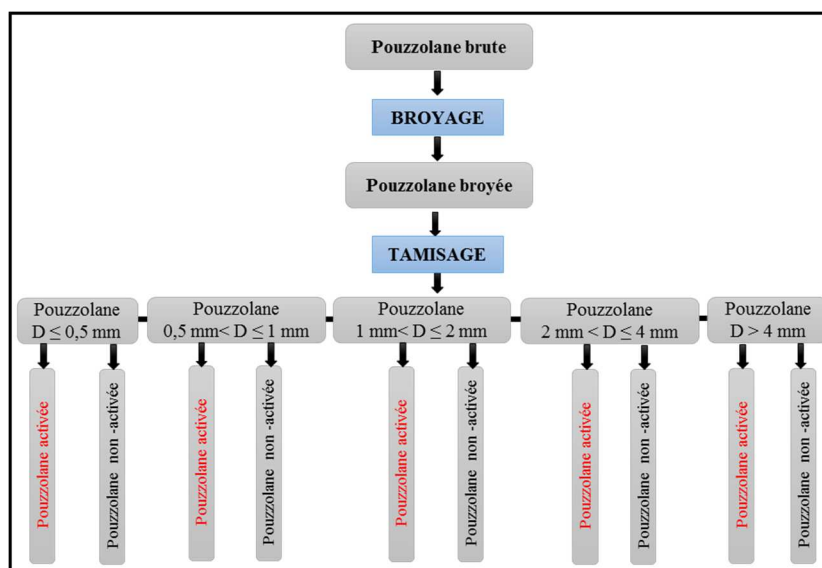 Pouzzolane brute
BROYAGE
Pouzzolane broyée
TAMISAGE
Pouzzolane
D ≤ 0,5 mm
Pouzzolane
0,5 mm< D ≤ 1 mm
Pouzzolane
1 mm< D ≤ 2 mm
Pouzzolane
2 mm < D ≤ 4 mm
Pouzzolane
D > 4 mm
Pouzzolane activée
Pouzzolane non -activée
Pouzzolane activée
Pouzzolane non -activée
Pouzzolane activée
Pouzzolane non -activée
Pouzzolane activée
Pouzzolane non -activée
Pouzzolane activée
Pouzzolane non -activée